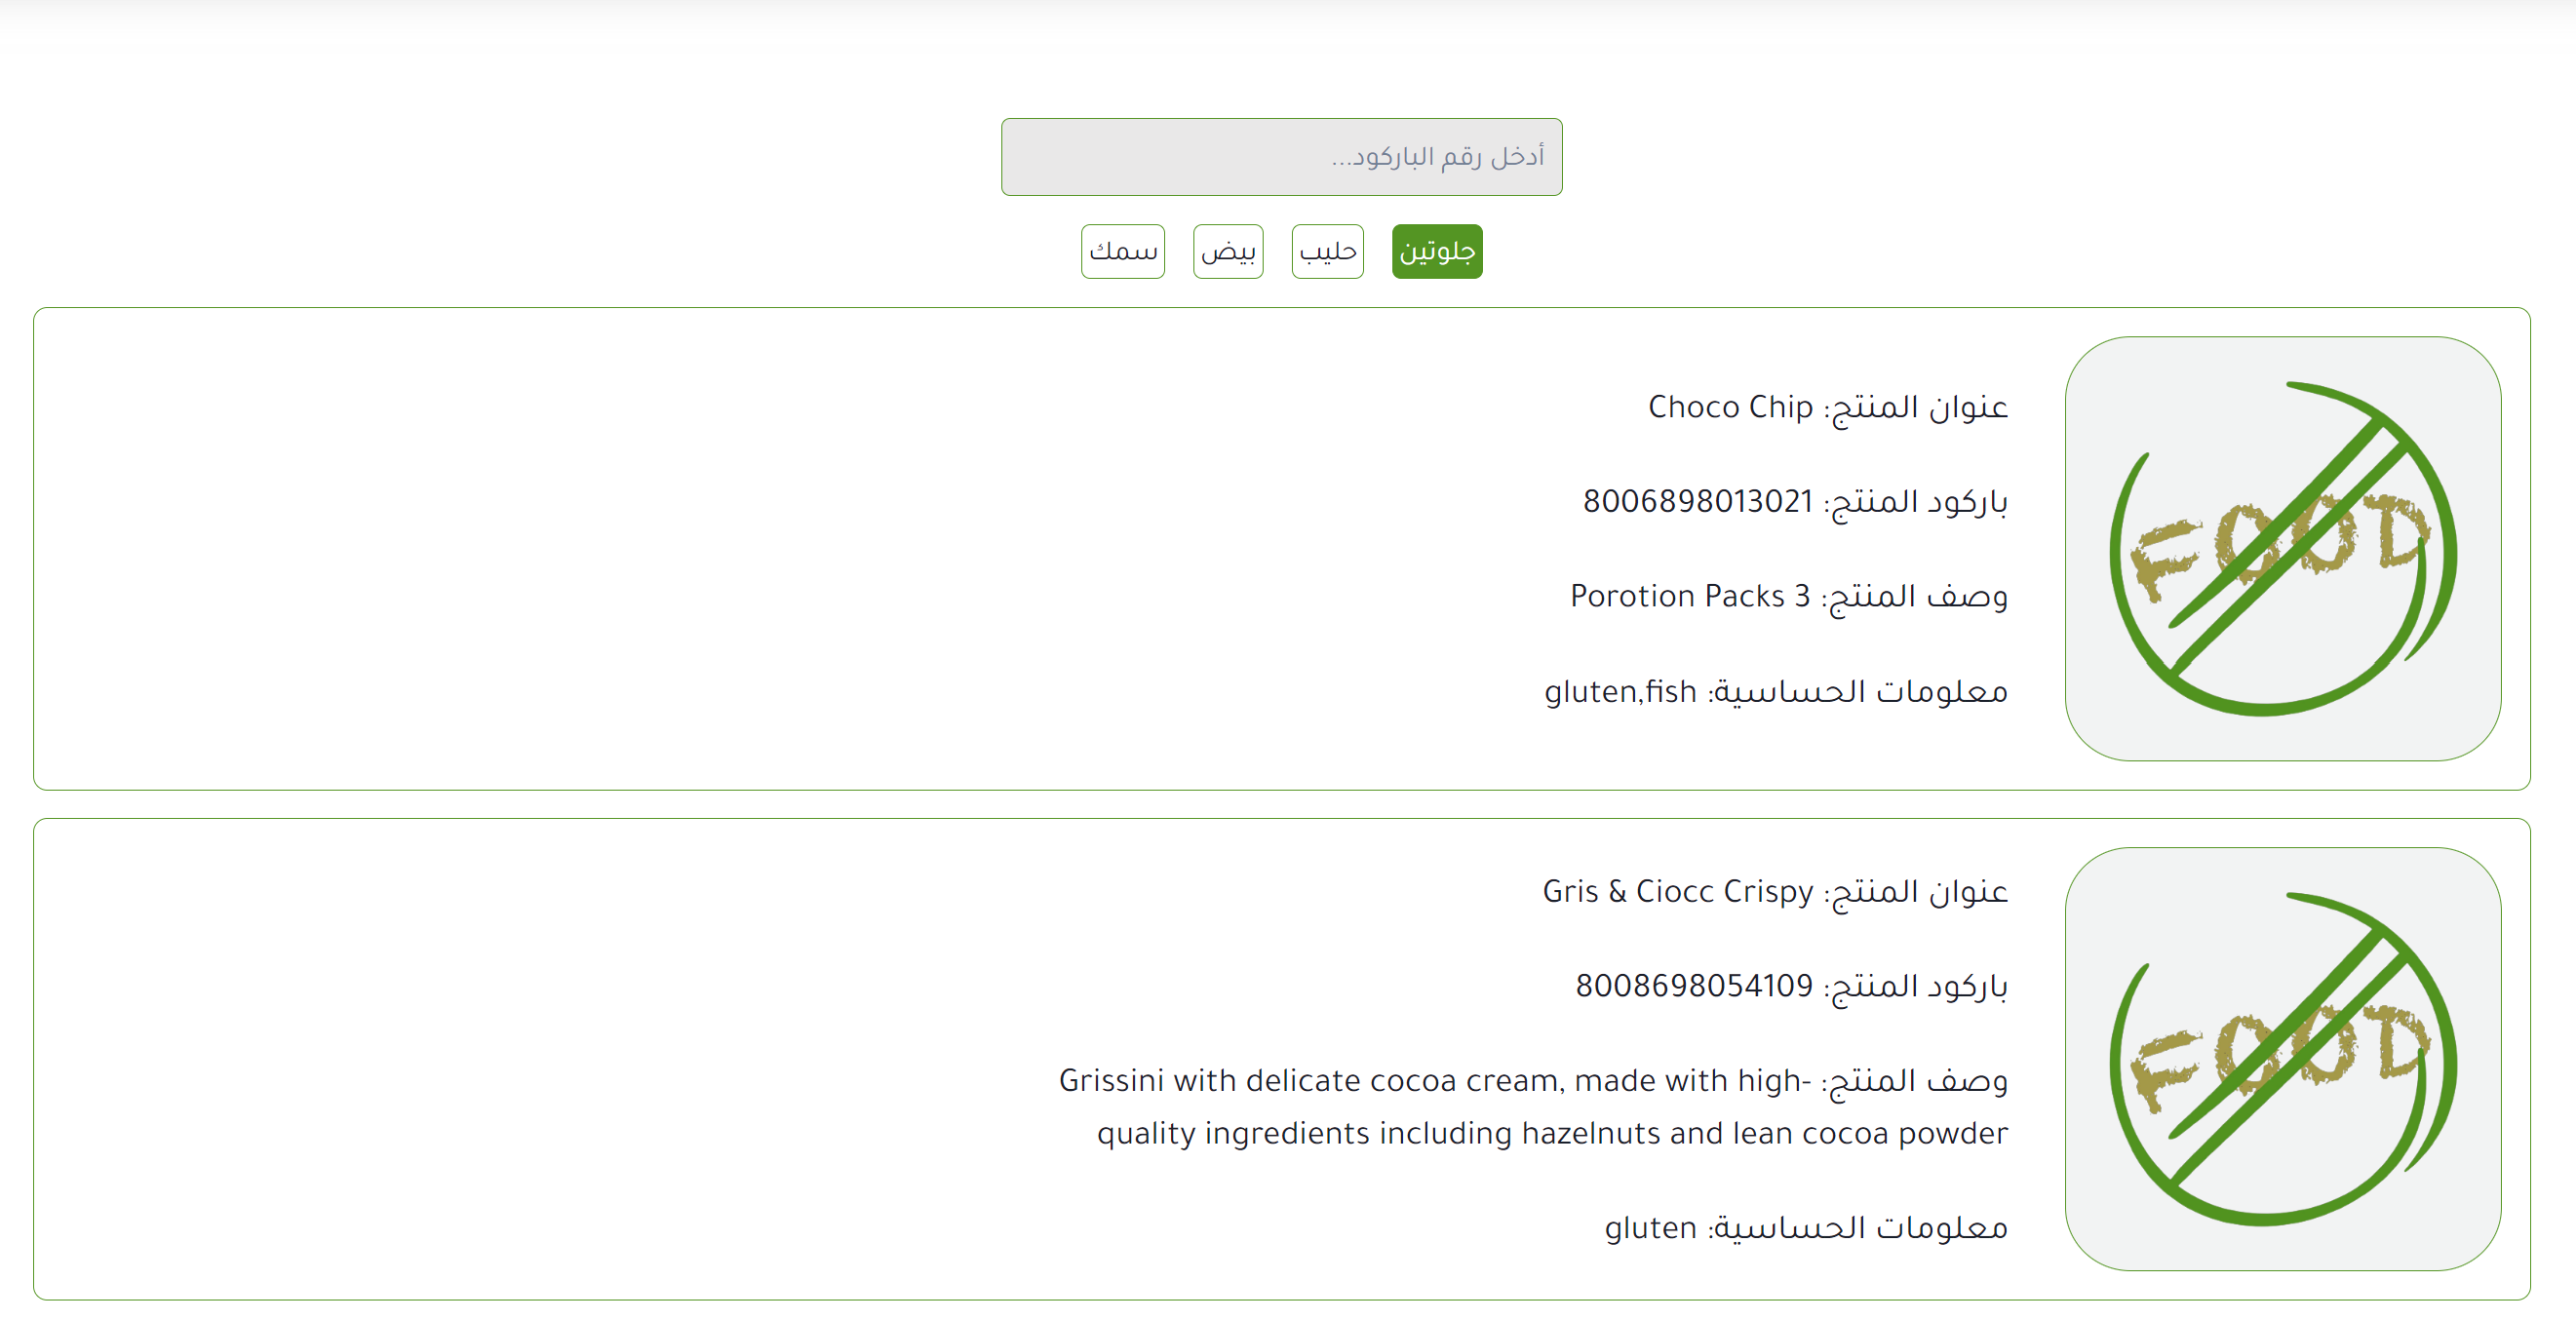 أدخل رقم الباركود...
جلوتين حليب بيض سمك
FOOD
عنوان المنتج: Choco Chip
باركود المنتج: 8006898013021
وصف المنتج: Porotion Packs 3
معلومات الحساسية: gluten,fish
FOOD
عنوان المنتج: Gris & Ciocc Crispy
باركود المنتج: 8008698054109
وصف المنتج: Grissini with delicate cocoa cream, made with high-
quality ingredients including hazelnuts and lean cocoa powder
معلومات الحساسية: gluten